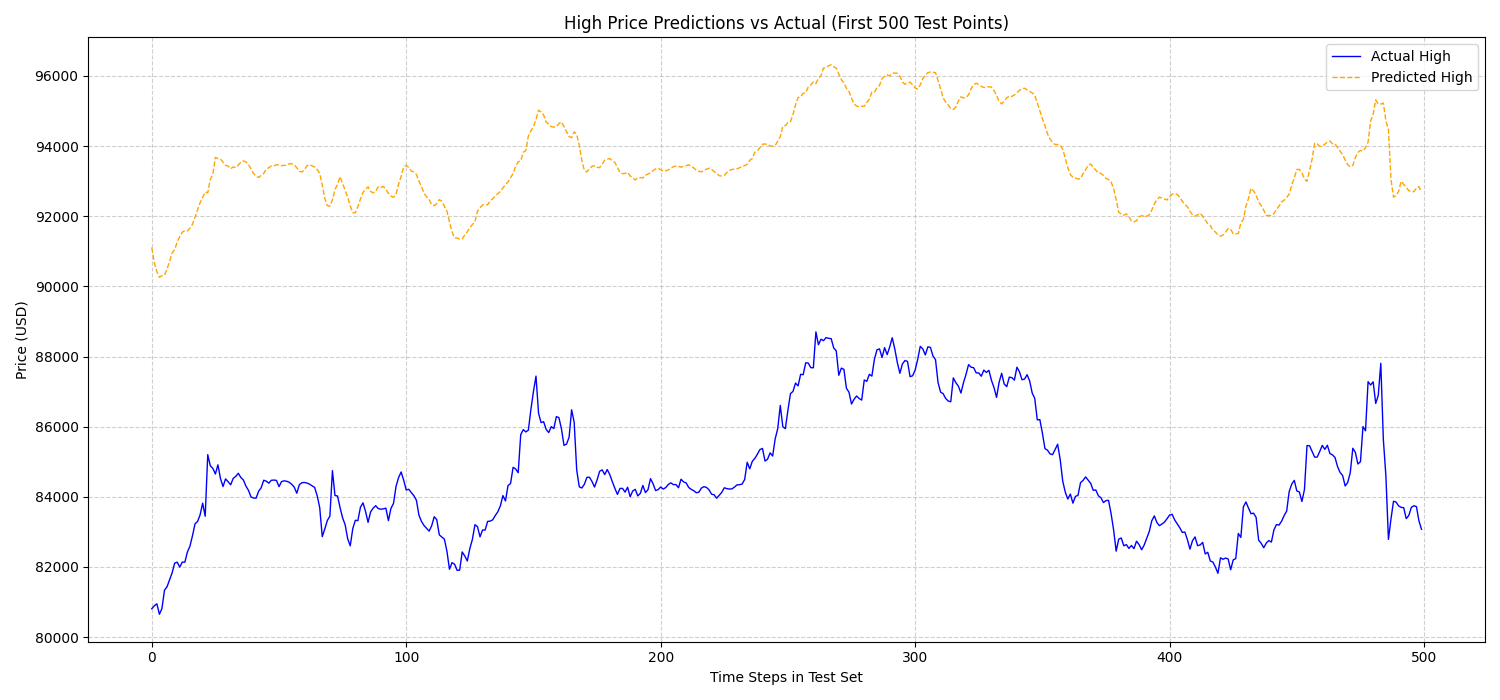 High Price Predictions vs Actual (First 500 Test Points)
Actual High
Predicted High
96000
94000
92000
90000
88000
86000
84000
82000
80000
Price (USD)
0 100 200 300 400 500
Time Steps in Test Set